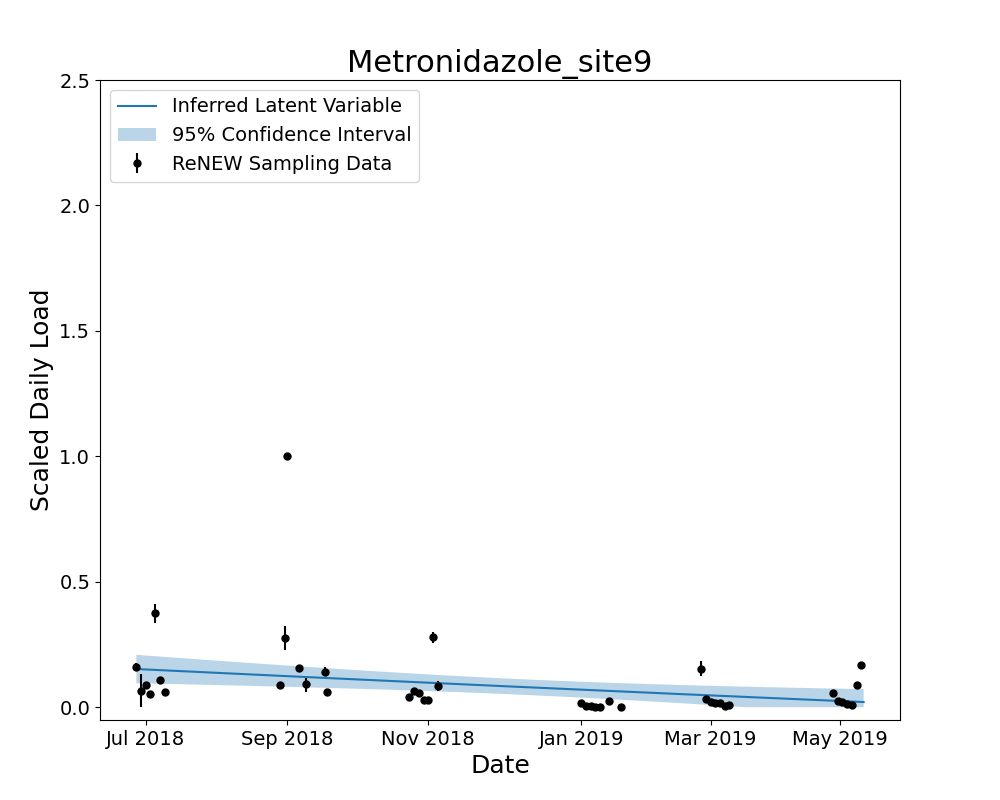 Metronidazole_site9
Inferred Latent Variable
95% Confidence Interval
ReNEW Sampling Data
Scaled Daily Load
2.5
2.0
1.5
1.0
0.5
0.0
Jul 2018
Sep 2018
Nov 2018
Jan 2019
Mar 2019
May 2019
Date